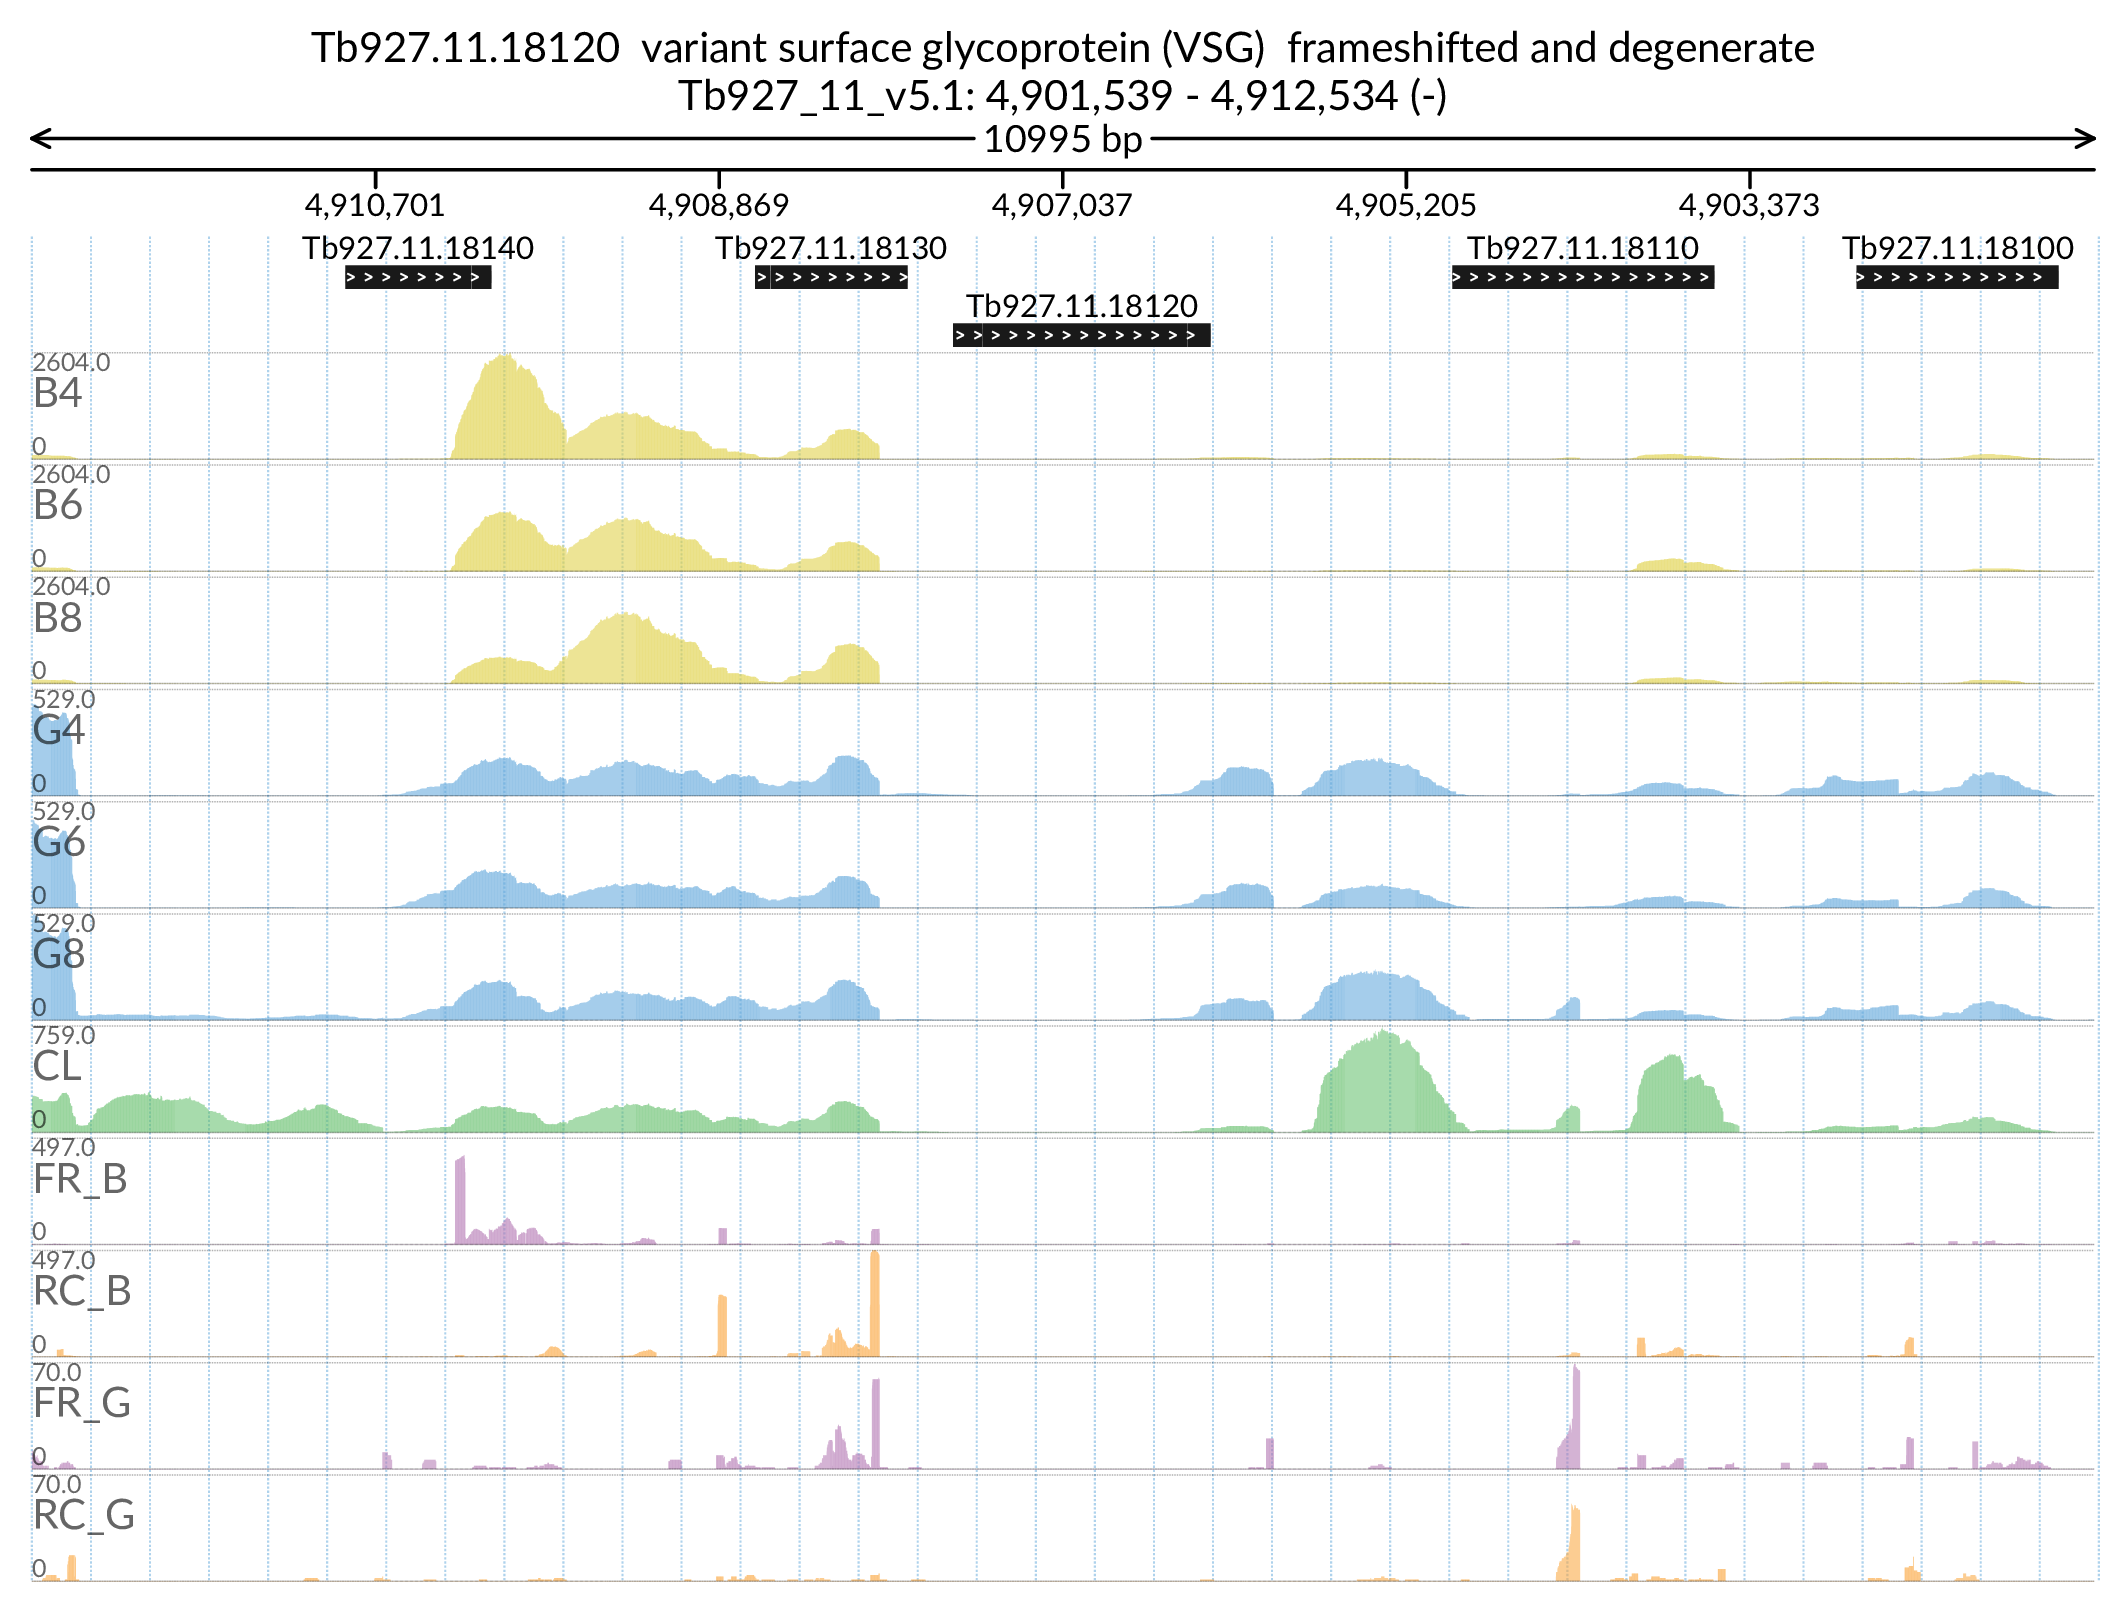 Tb927.11.18120 variant surface glycoprotein (VSG) frameshifted and degenerate
Tb927_11_v5.1: 4,901,539 - 4,912,534 (-)
10995 bp
4,910,701 4,908,869 4,907,037 4,905,205 4,903,373
Tb927.11.18140 Tb927.11.18130 Tb927.11.18110 Tb927.11.18100
Tb927.11.18120
2604.0
B4
0
2604.0
B6
0
2604.0
B8
0
529.0
G4
0
529.0
G6
0
529.0
G8
0
759.0
CL
0
497.0
FR_B
0
497.0
RC_B
0
70.0
FR_G
0
70.0
RC_G
0